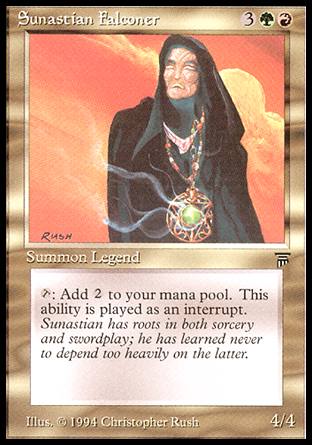 Sunastian Falconer 3
RUSH
Summon Legend
: Add 2 to your mana pool. This
ability is played as an interrupt.
Sunastian has roots in both sorcery
and swordplay; he has learned never
to depend too heavily on the latter.
Illus. © 1994 Christopher Rush 4/4